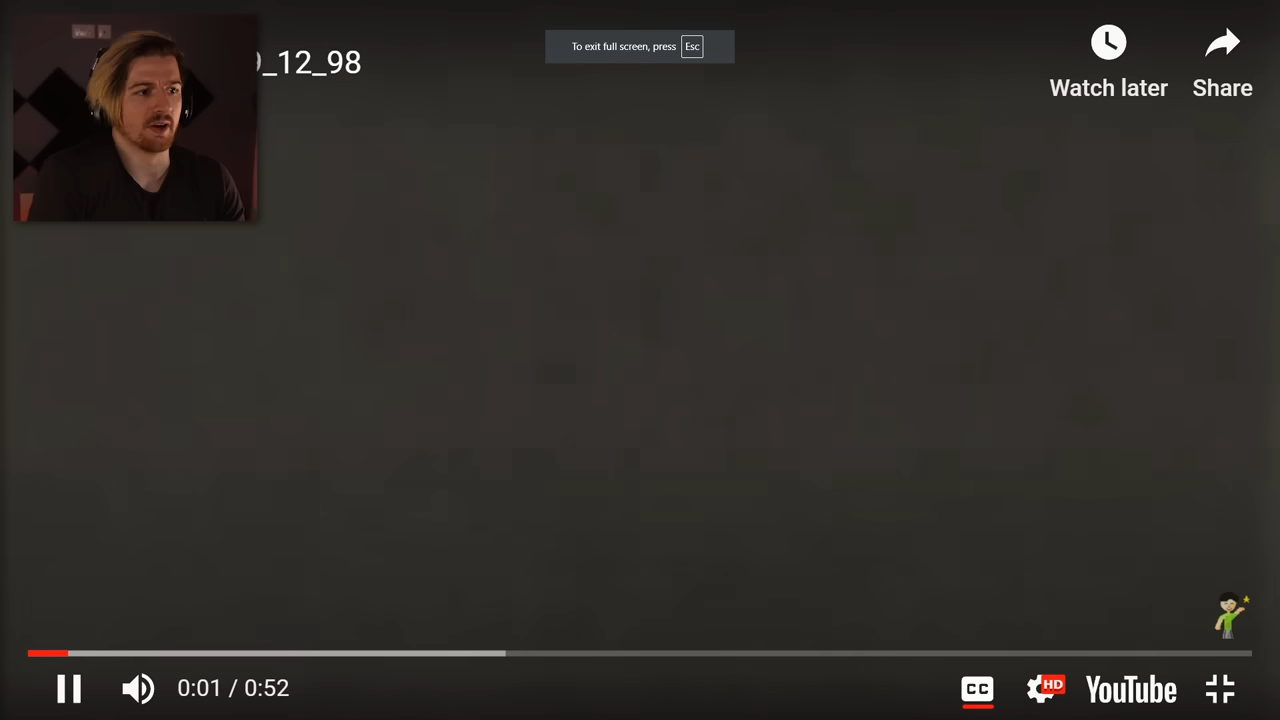 _12_98
To exit full screen, press Esc
Watch later
Share
0:01 / 0:52
CC
HD
YouTube